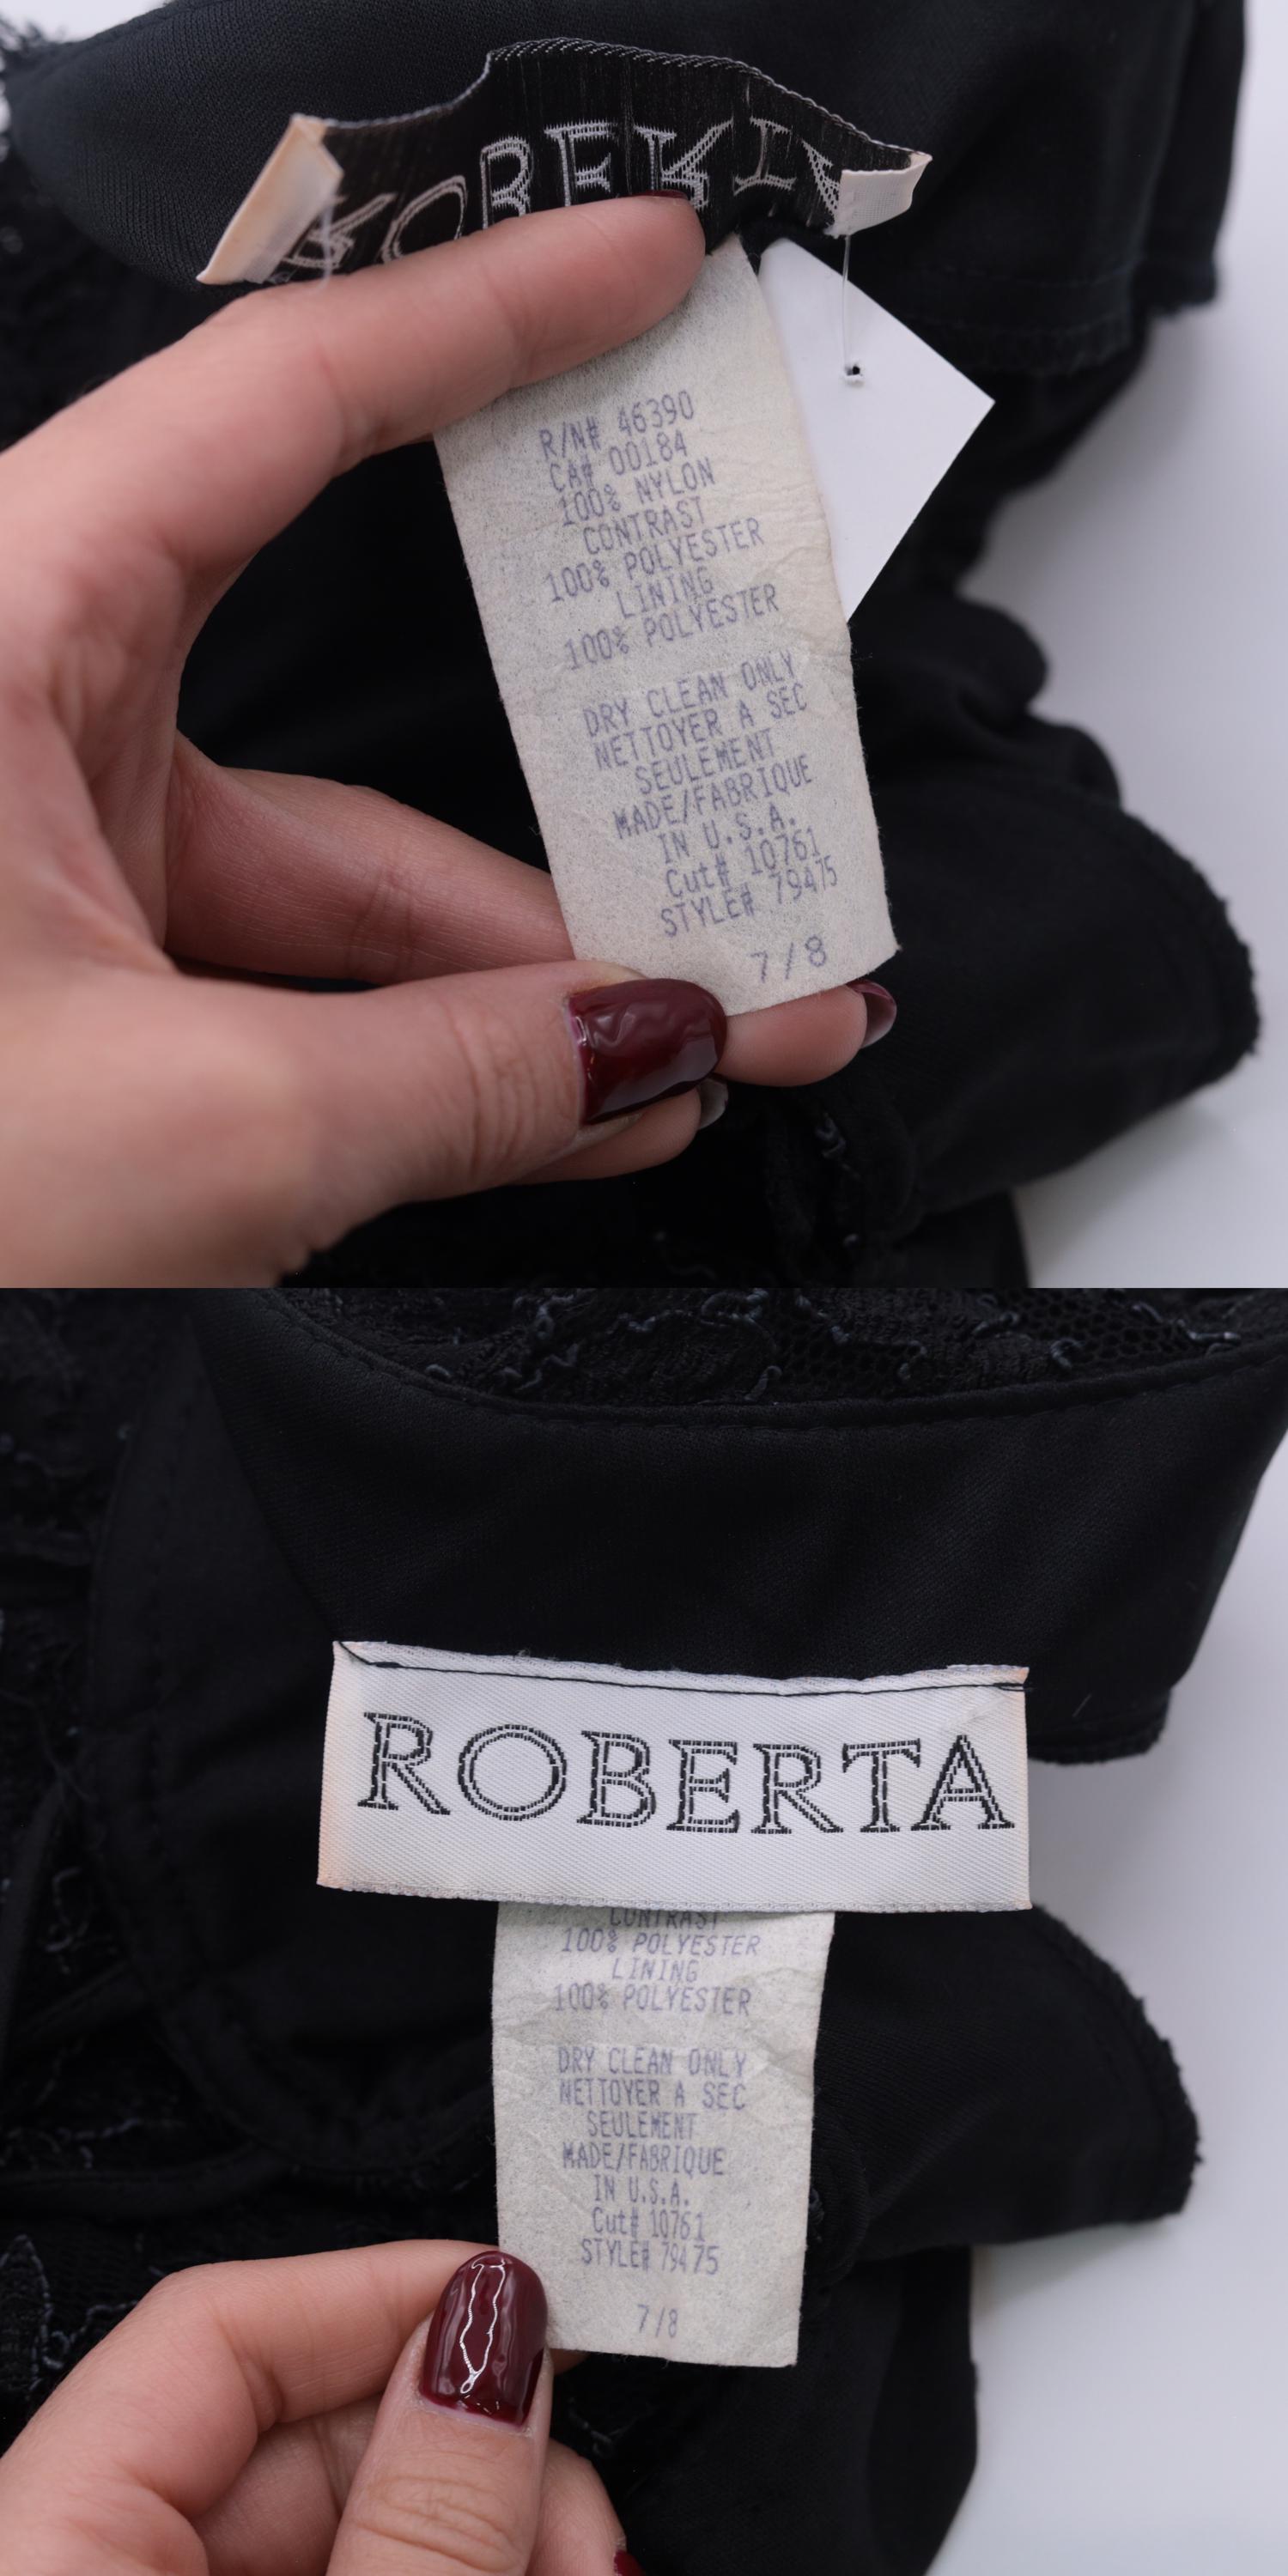 ROBERTA
R/N# 46390
CA# 00184
100% NYLON
CONTRAST
100% POLYESTER
LINING
100% POLYESTER
DRY CLEAN ONLY
NETTOYER A SEC
SEULEMENT
MADE/FABRIQUE
IN U.S.A.
Cut# 10761
STYLE# 79475
7/8
ROBERTA
CONTRAST
100% POLYESTER
LINING
100% POLYESTER
DRY CLEAN ONLY
NETTOYER A SEC
SEULEMENT
MADE/FABRIQUE
IN U.S.A.
Cut# 10761
STYLE# 79475
7/8